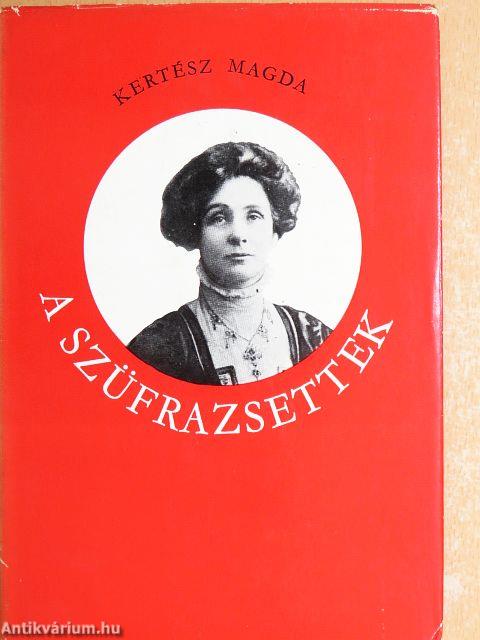 KERTÉSZ MAGDA
A SZÜFRAZSETTEK
Antikvárium.hu